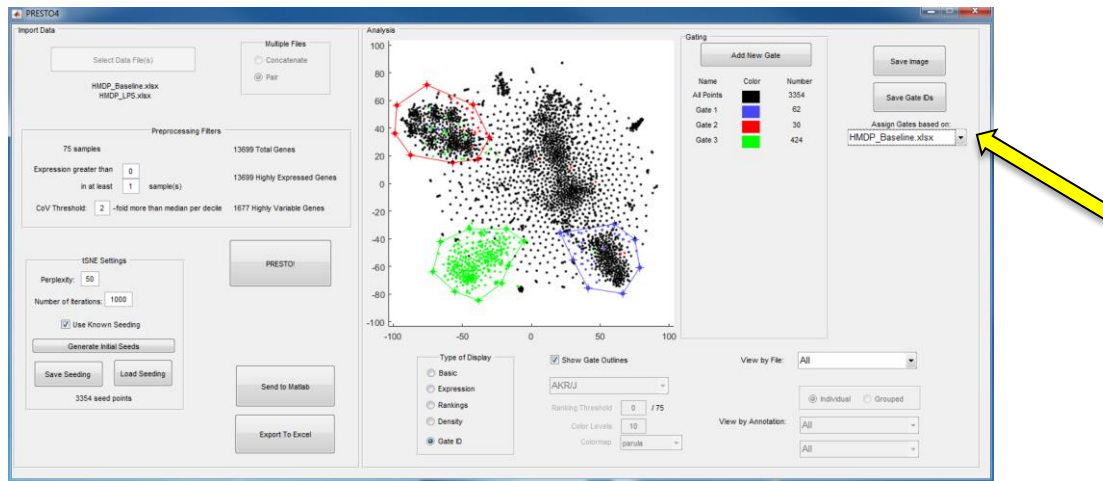 PRESTO4
Import Data
Select Data File(s)
HMDP_Baseline.xlsx
HMDP_LPS.xlsx
Multiple Files
Concatenate
Pair
Preprocessing Filters
75 samples
13699 Total Genes
Expression greater than 0
in at least 1 sample(s)
13699 Highly Expressed Genes
CoV Threshold: 2 -fold more than median per decile 1677 Highly Variable Genes
tSNE Settings
Perplexity: 50
Number of Iterations: 1000
Use Known Seeding
Generate Initial Seeds
Save Seeding Load Seeding
3354 seed points
PRESTO!
Send to Matlab
Export To Excel
Analysis
100
80
60
40
20
0
-20
-40
-60
-80
-100
-100 -50 0 50 100
Gating
Add New Gate
Name Color Number
All Points 3354
Gate 1 62
Gate 2 30
Gate 3 424
Save Image
Save Gate IDs
Assign Gates based on:
HMDP_Baseline.xlsx
Type of Display
Basic
Expression
Rankings
Density
Gate ID
Show Gate Outlines
AKR/J
Ranking Threshold 0 / 75
Color Levels 10
Colormap parula
View by File: All
Individual Grouped
View by Annotation: All
All